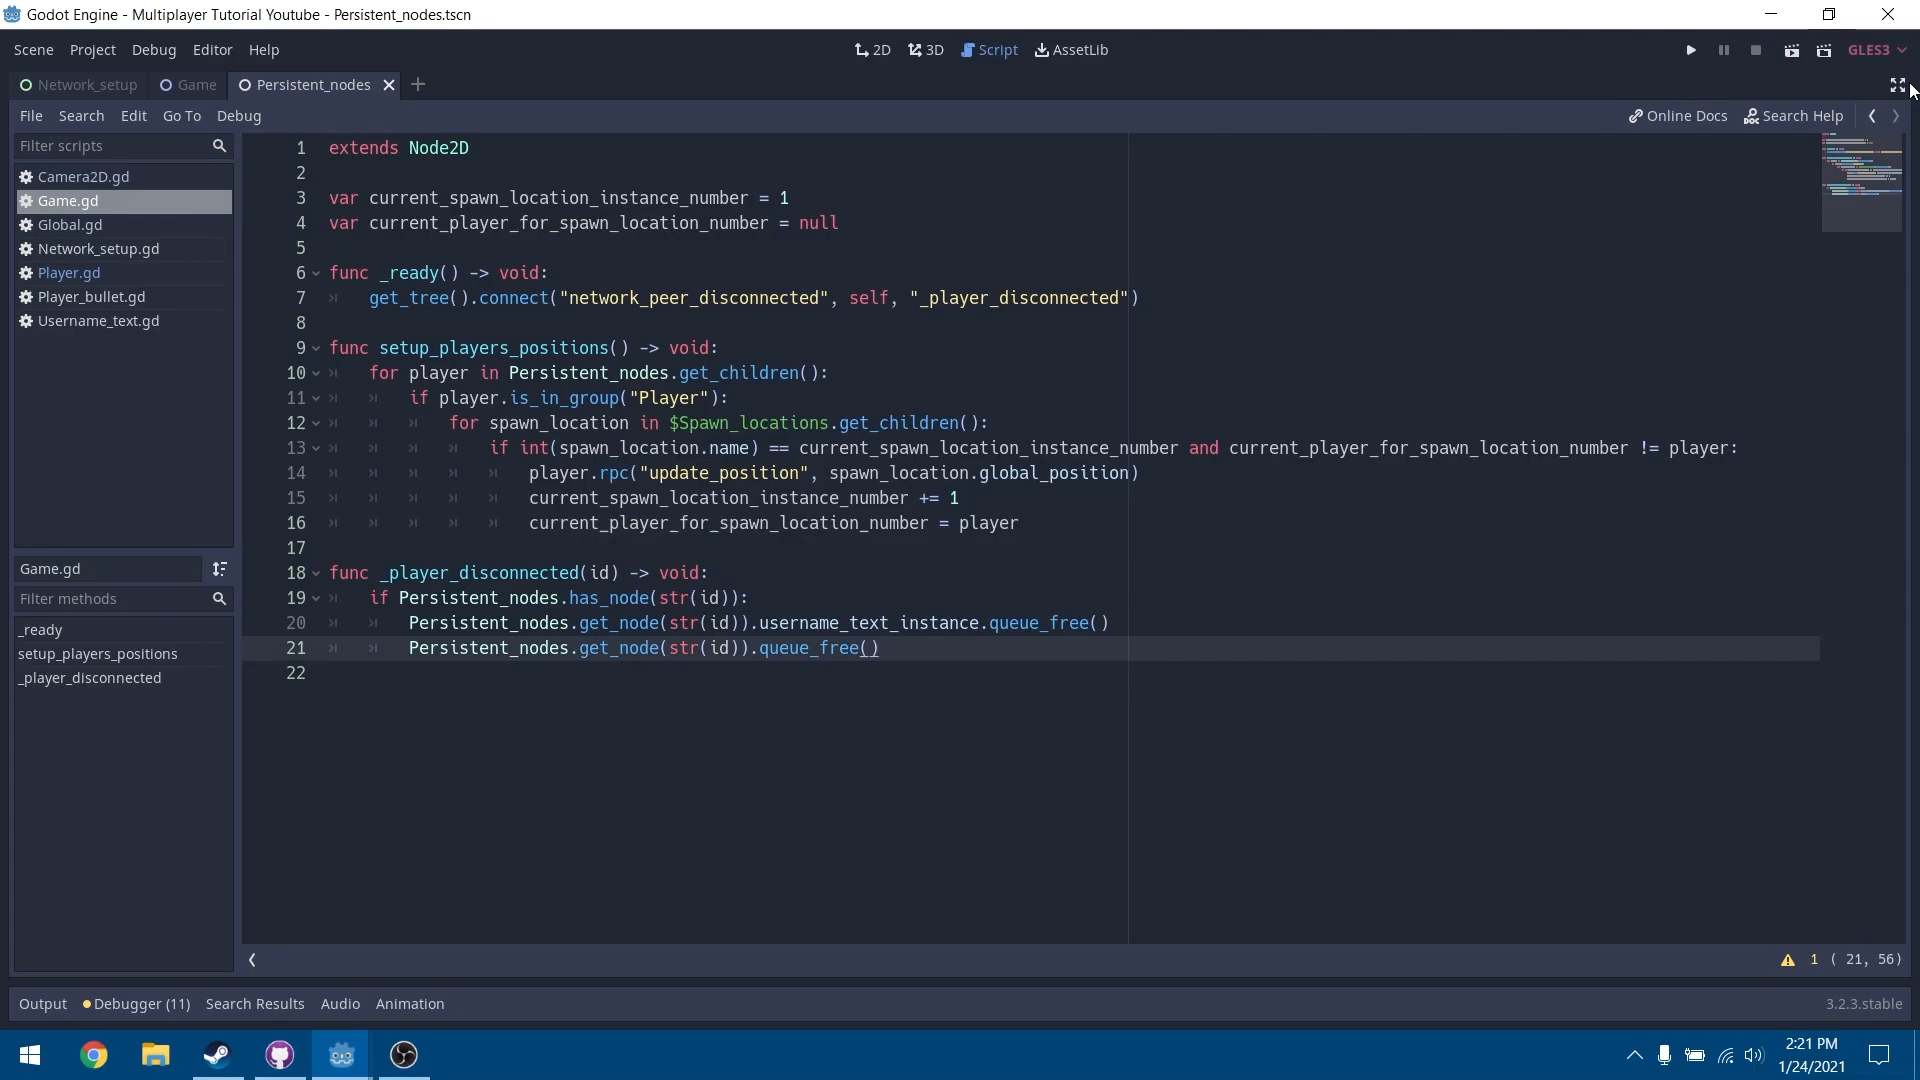 Godot Engine - Multiplayer Tutorial Youtube - Persistent_nodes.tscn
Scene Project Debug Editor Help
2D 3D Script AssetLib
GLES3
Network_setup Game Persistent_nodes
File Search Edit Go To Debug
Online Docs Search Help
Filter scripts
Camera2D.gd
Game.gd
Global.gd
Network_setup.gd
Player.gd
Player_bullet.gd
Username_text.gd
Game.gd
Filter methods
_ready
setup_players_positions
_player_disconnected
1 extends Node2D
2
3 var current_spawn_location_instance_number = 1
4 var current_player_for_spawn_location_number = null
5
6 func _ready() -> void:
7 get_tree().connect("network_peer_disconnected", self, "_player_disconnected")
8
9 func setup_players_positions() -> void:
10 for player in Persistent_nodes.get_children():
11 if player.is_in_group("Player"):
12 for spawn_location in $Spawn_locations.get_children():
13 if int(spawn_location.name) == current_spawn_location_instance_number and current_player_for_spawn_location_number != player:
14 player.rpc("update_position", spawn_location.global_position)
15 current_spawn_location_instance_number += 1
16 current_player_for_spawn_location_number = player
17
18 func _player_disconnected(id) -> void:
19 if Persistent_nodes.has_node(str(id)):
20 Persistent_nodes.get_node(str(id)).username_text_instance.queue_free()
21 Persistent_nodes.get_node(str(id)).queue_free()
22
1 ( 21, 56)
Output Debugger (11) Search Results Audio Animation
3.2.3.stable
2:21 PM
1/24/2021